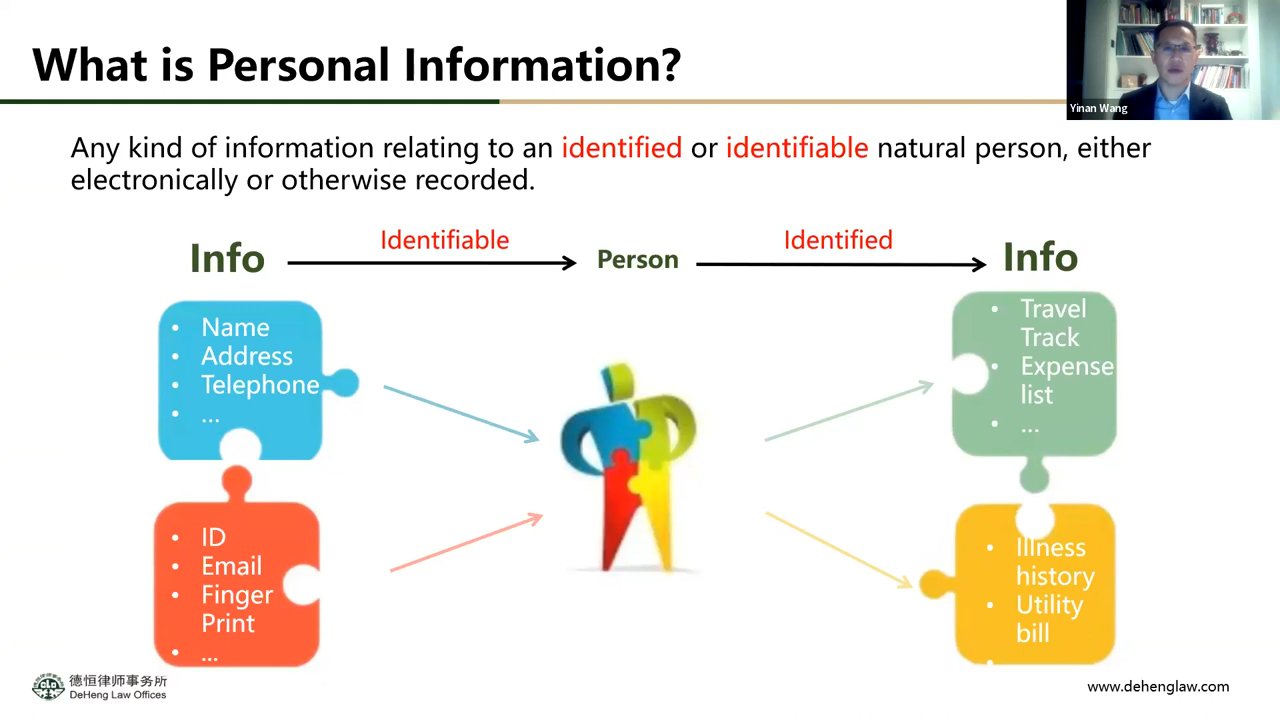 What is Personal Information?
Yinan Wang
Any kind of information relating to an identified or identifiable natural person, either
electronically or otherwise recorded.
Info
Identifiable
Person
Identified
Info
• Name
• Address
• Telephone
• ...
• ID
• Email
• Finger
Print
• ...
• Travel
Track
• Expense
list
• ...
• Illness
history
• Utility
bill
•
德恒律师事务所
DeHeng Law Offices
www.dehenglaw.com